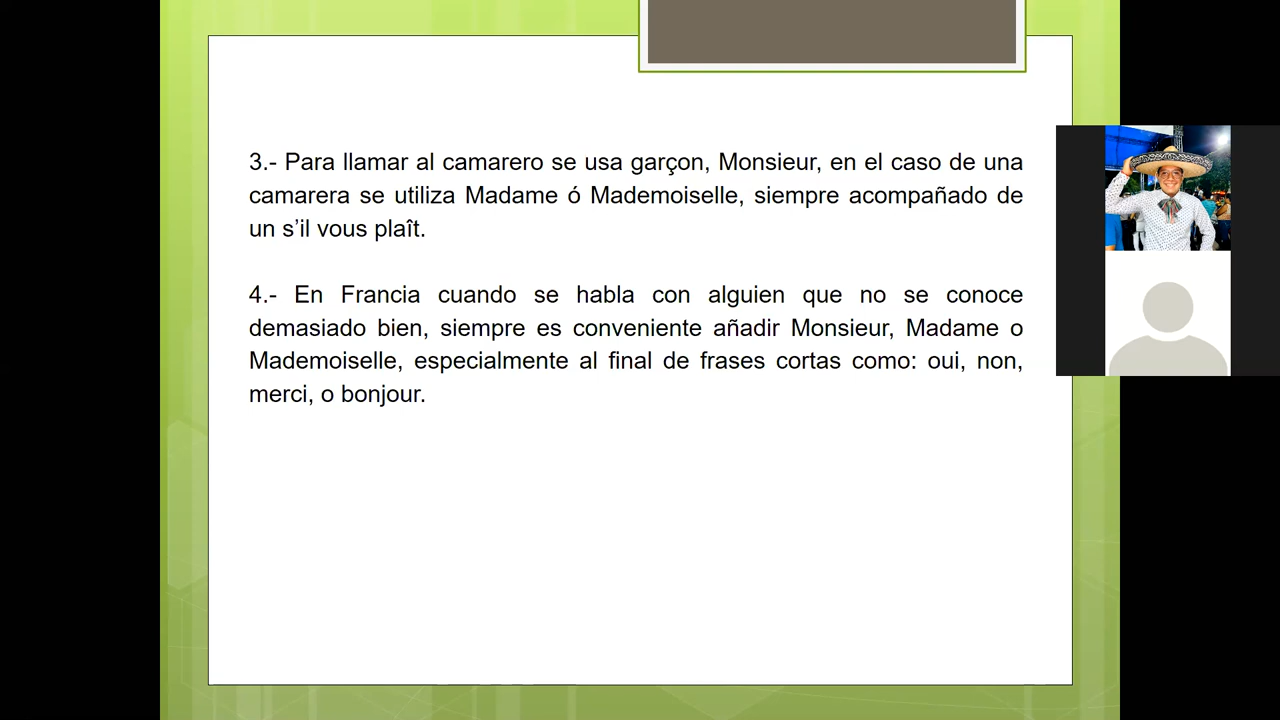 3.- Para llamar al camarero se usa garçon, Monsieur, en el caso de una
camarera se utiliza Madame ó Mademoiselle, siempre acompañado de
un s’il vous plaît.
4.- En Francia cuando se habla con alguien que no se conoce
demasiado bien, siempre es conveniente añadir Monsieur, Madame o
Mademoiselle, especialmente al final de frases cortas como: oui, non,
merci, o bonjour.